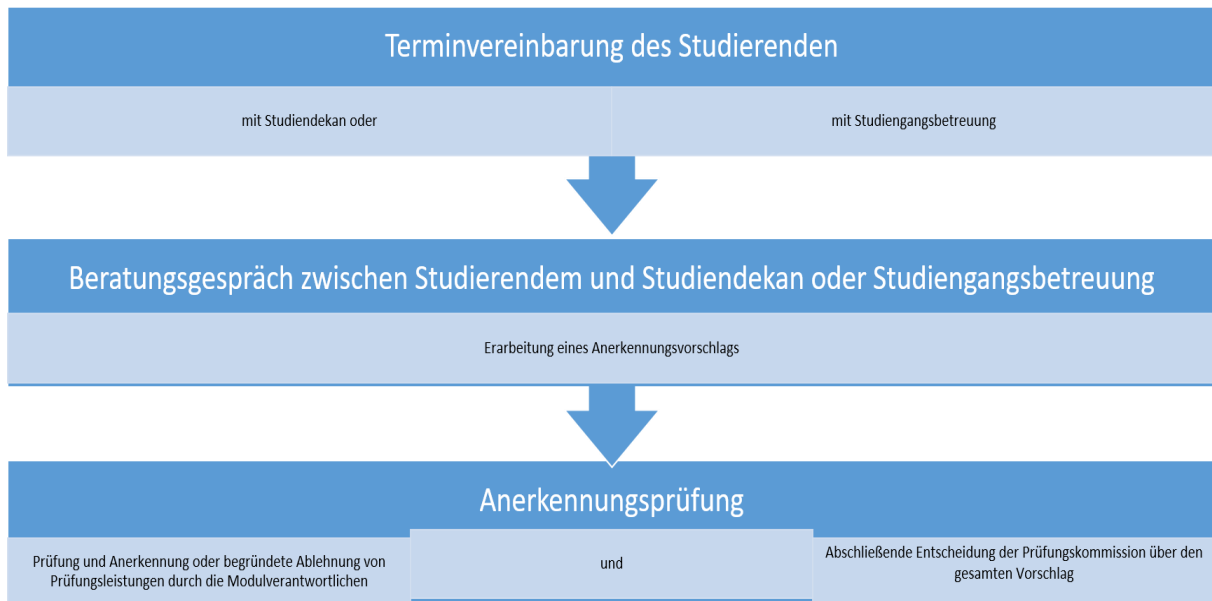 Terminvereinbarung des Studierenden
mit Studiendekan oder
mit Studiengangsbetreuung
Beratungsgespräch zwischen Studierendem und Studiendekan oder Studiengangsbetreuung
Erarbeitung eines Anerkennungsvorschlags
Anerkennungsprüfung
Prüfung und Anerkennung oder begründete Ablehnung von
Prüfungsleistungen durch die Modulverantwortlichen
und
Abschließende Entscheidung der Prüfungskommission über den
gesamten Vorschlag